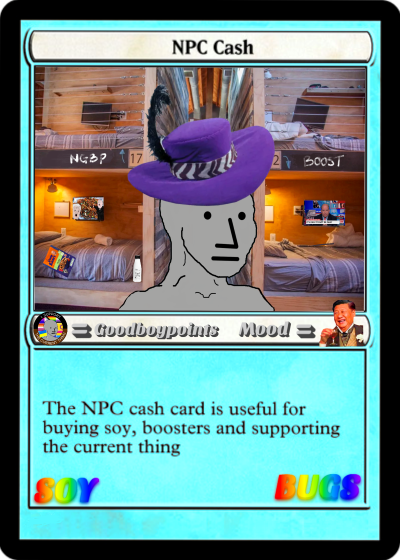 NPC Cash
NGBP 17
2 BOOST
= Goodboypoints Mood =
The NPC cash card is useful for
buying soy, boosters and supporting
the current thing
SOY BUGS